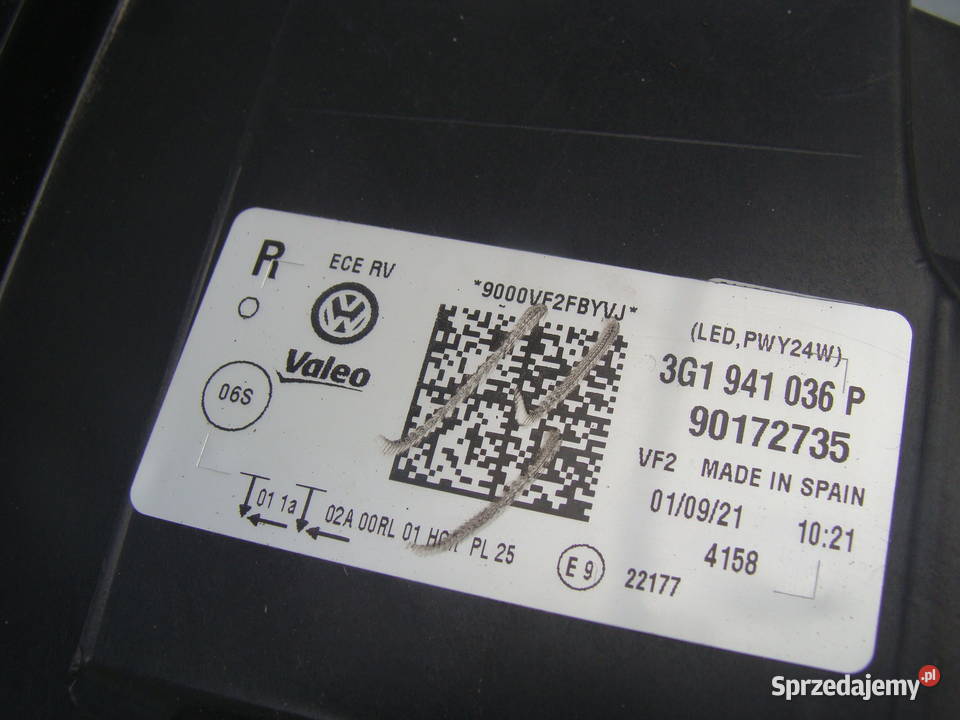 R
ECE RV
*9000VF2FBYVJ*
Valeo
06S
(LED,PWY24W)
3G1 941 036 P
90172735
VF2 MADE IN SPAIN
01/09/21 10:21
4158
01 1a 02A 00RL 01 PL 25
E 9 22177
Sprzedajemy.pl